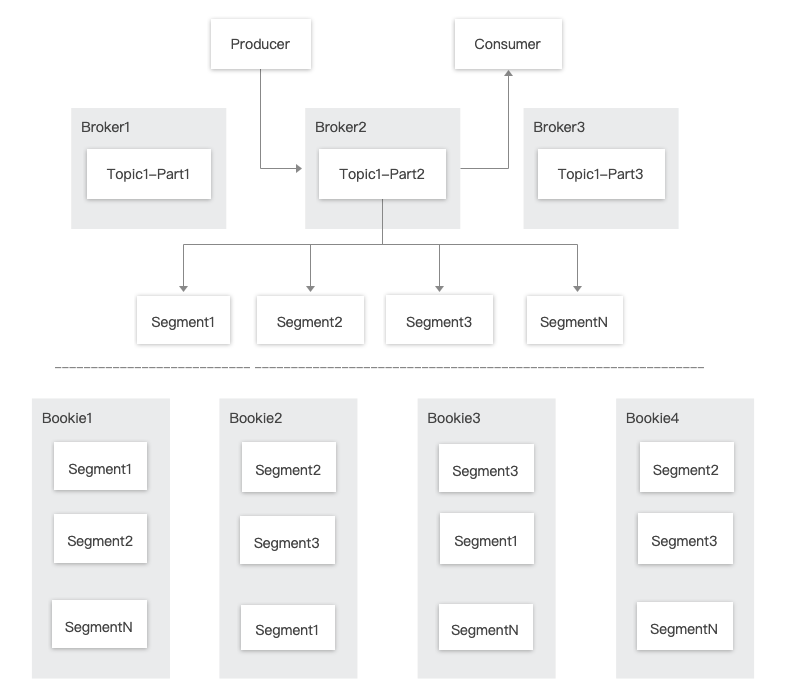 Producer
Consumer
Broker1
Broker2
Broker3
Topic1-Part1
Topic1-Part2
Topic1-Part3
Segment1
Segment2
Segment3
SegmentN
Bookie1
Segment1
Segment2
SegmentN
Bookie2
Segment2
Segment3
Segment1
Bookie3
Segment3
Segment1
SegmentN
Bookie4
Segment2
Segment3
SegmentN